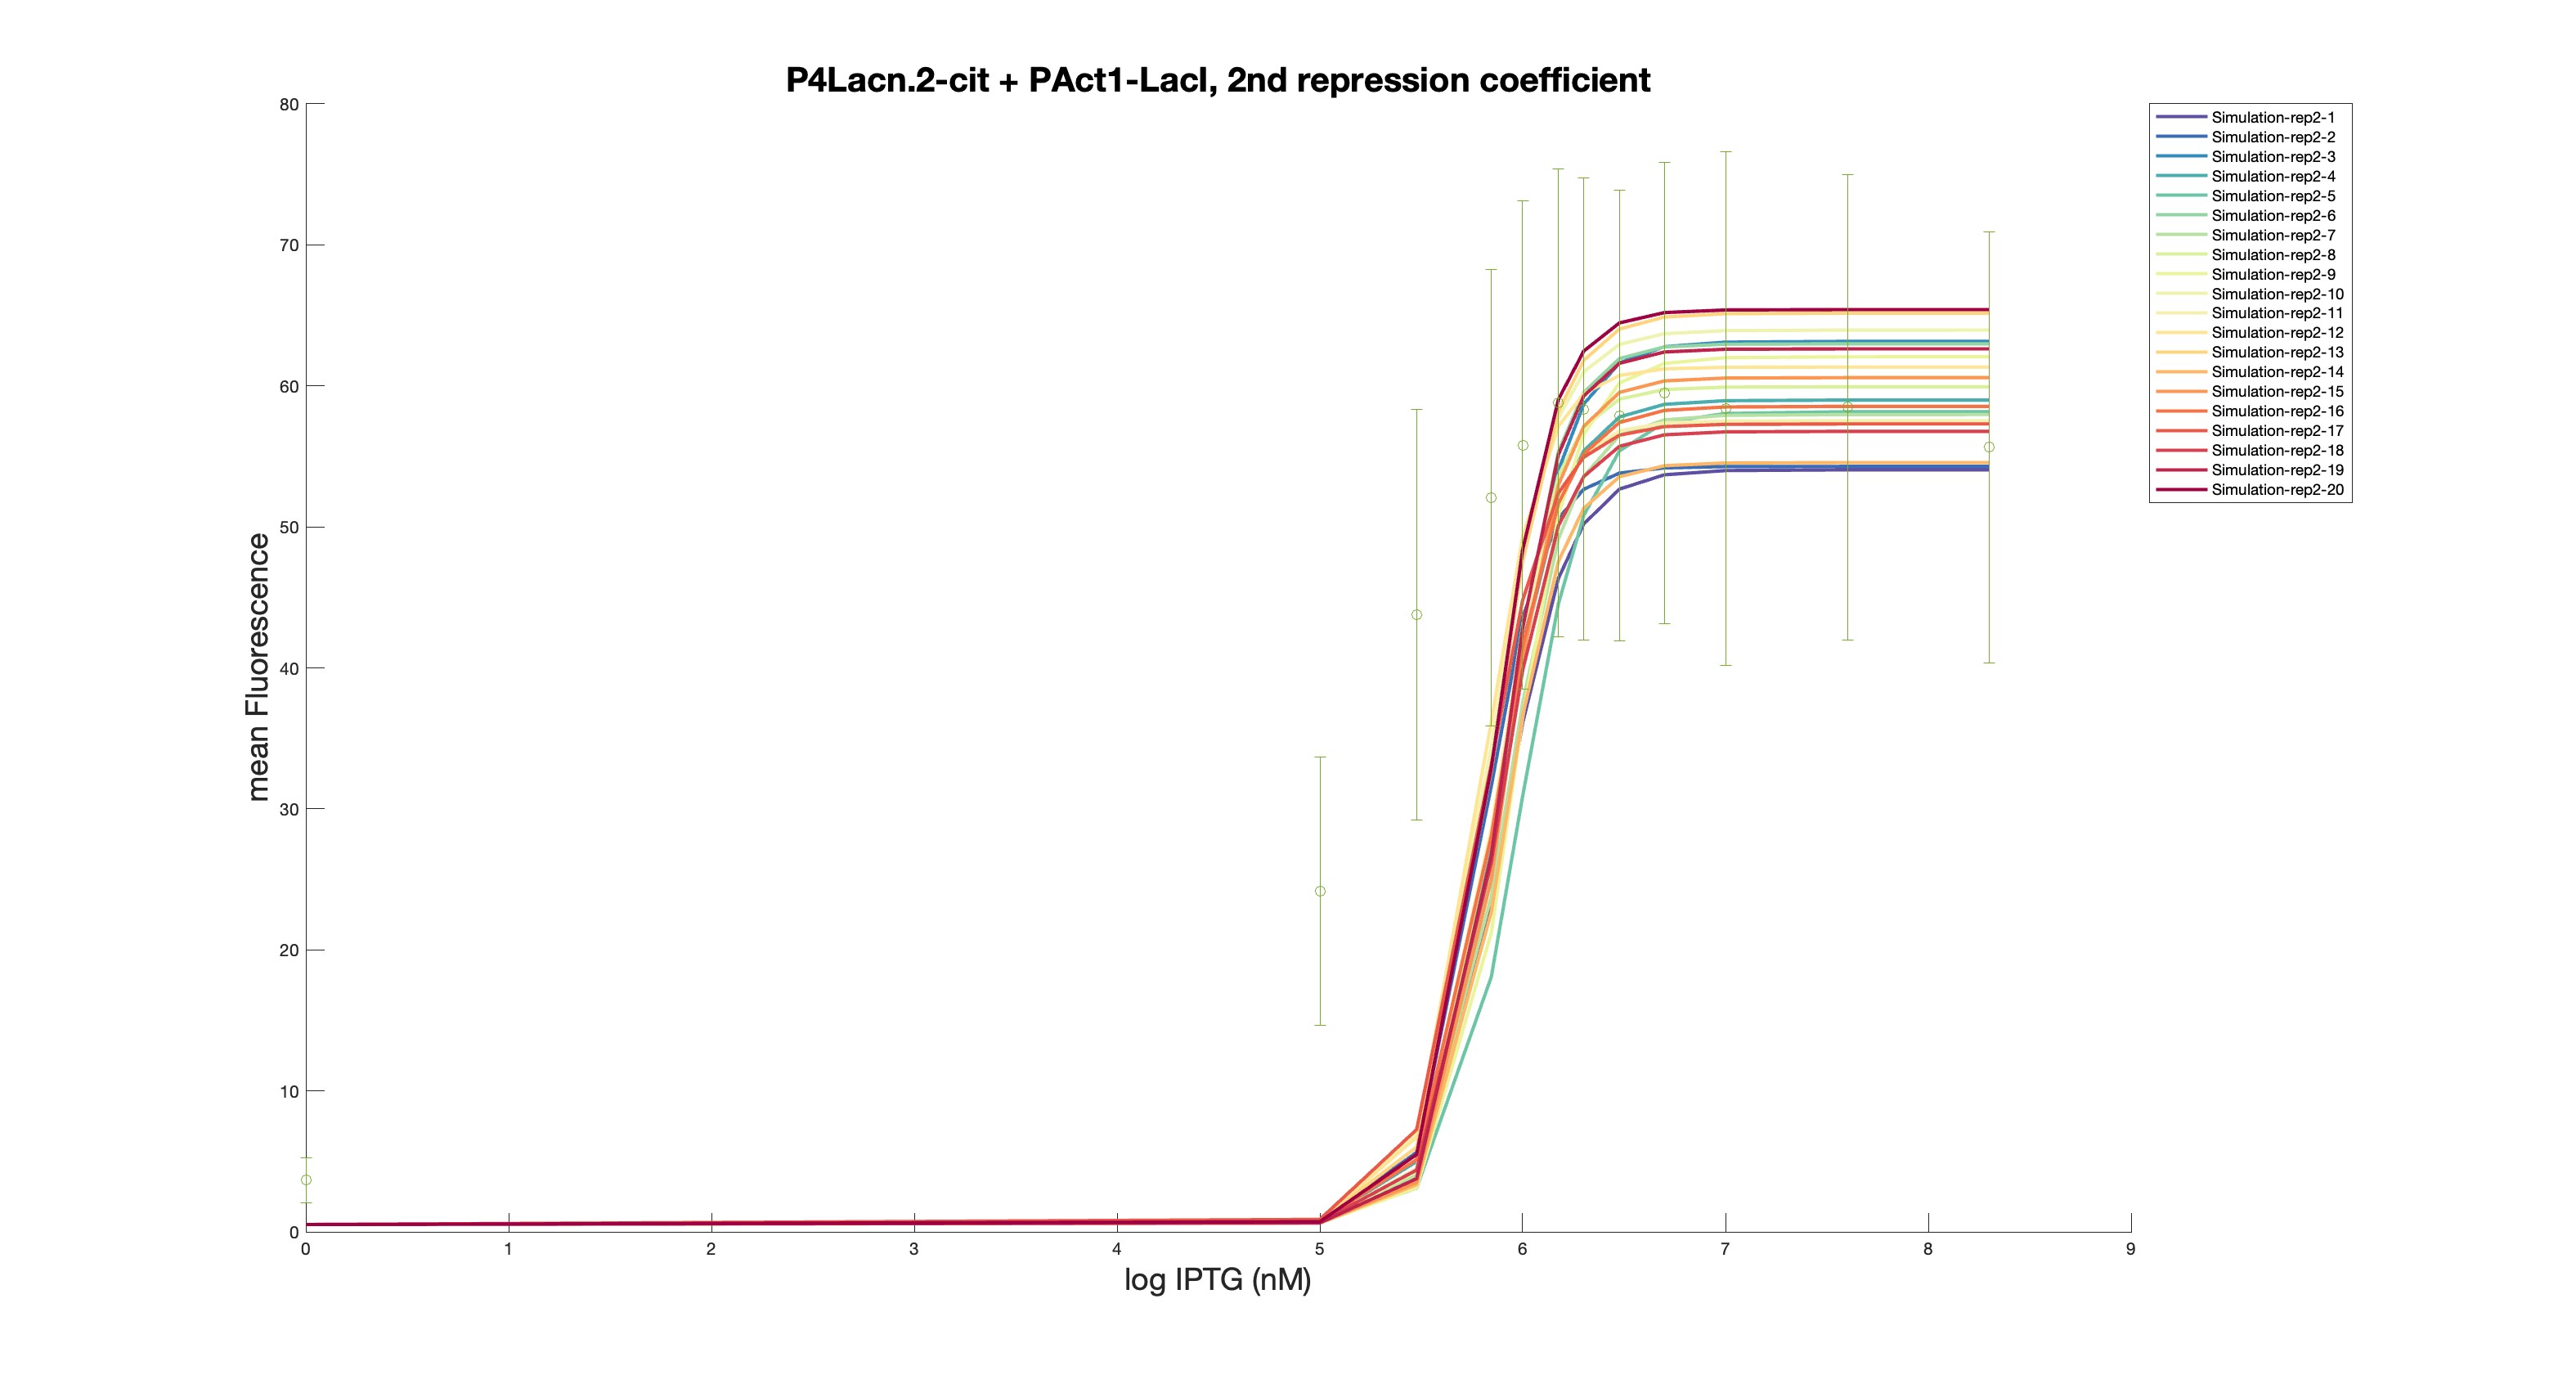 P4Lacn.2-cit + PAct1-LacI, 2nd repression coefficient
80
70
60
50
40
30
20
10
0
mean Fluorescence
0 1 2 3 4 5 6 7 8 9
log IPTG (nM)
Simulation-rep2-1
Simulation-rep2-2
Simulation-rep2-3
Simulation-rep2-4
Simulation-rep2-5
Simulation-rep2-6
Simulation-rep2-7
Simulation-rep2-8
Simulation-rep2-9
Simulation-rep2-10
Simulation-rep2-11
Simulation-rep2-12
Simulation-rep2-13
Simulation-rep2-14
Simulation-rep2-15
Simulation-rep2-16
Simulation-rep2-17
Simulation-rep2-18
Simulation-rep2-19
Simulation-rep2-20